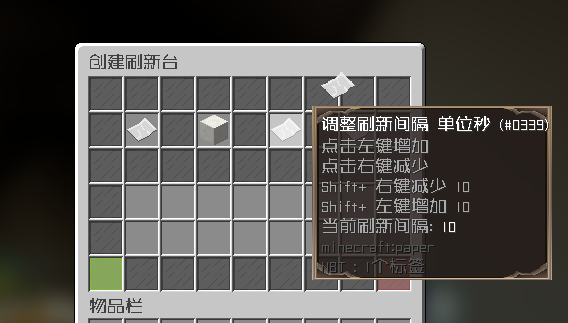 创建刷新台
调整刷新间隔 单位秒 (#0339)
点击左键增加
点击右键减少
Shift+ 右键减少 10
Shift+ 左键增加 10
当前刷新间隔: 10
minecraft:paper
NBT: 1个标签
物品栏